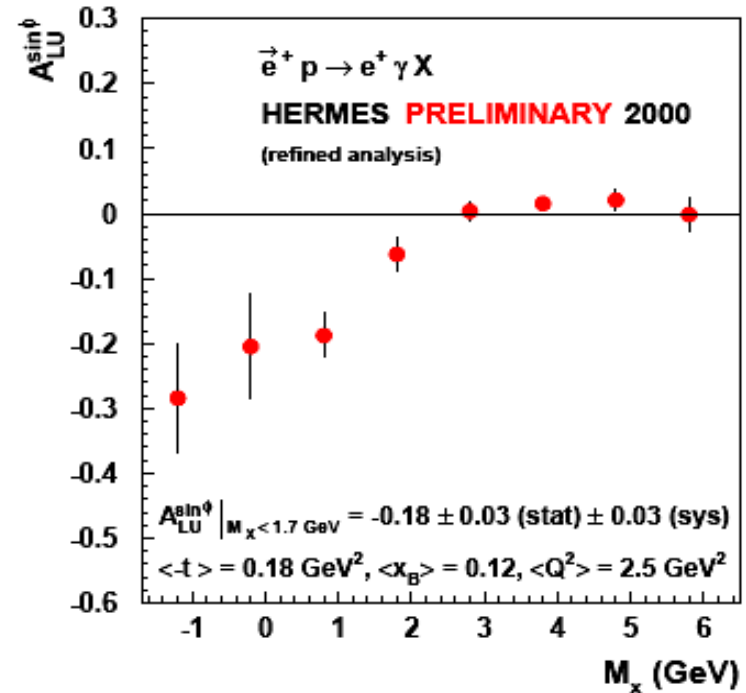 A_LU^sinϕ
0.3
0.2
0.1
0
-0.1
-0.2
-0.3
-0.4
-0.5
-0.6
e⃗⁺ p → e⁺ γ X
HERMES PRELIMINARY 2000
(refined analysis)
A_LU^sinϕ |_M_x < 1.7 GeV = -0.18 ± 0.03 (stat) ± 0.03 (sys)
<-t > = 0.18 GeV², <x_B> = 0.12, <Q²> = 2.5 GeV²
-1 0 1 2 3 4 5 6
M_x (GeV)